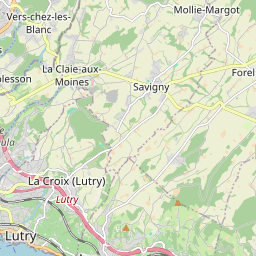 Mollie-Margot
Vers-chez-les-
Blanc
La Claie-aux-
Moines
Forel
Savigny
La Croix (Lutry)
Lutry
Lutry